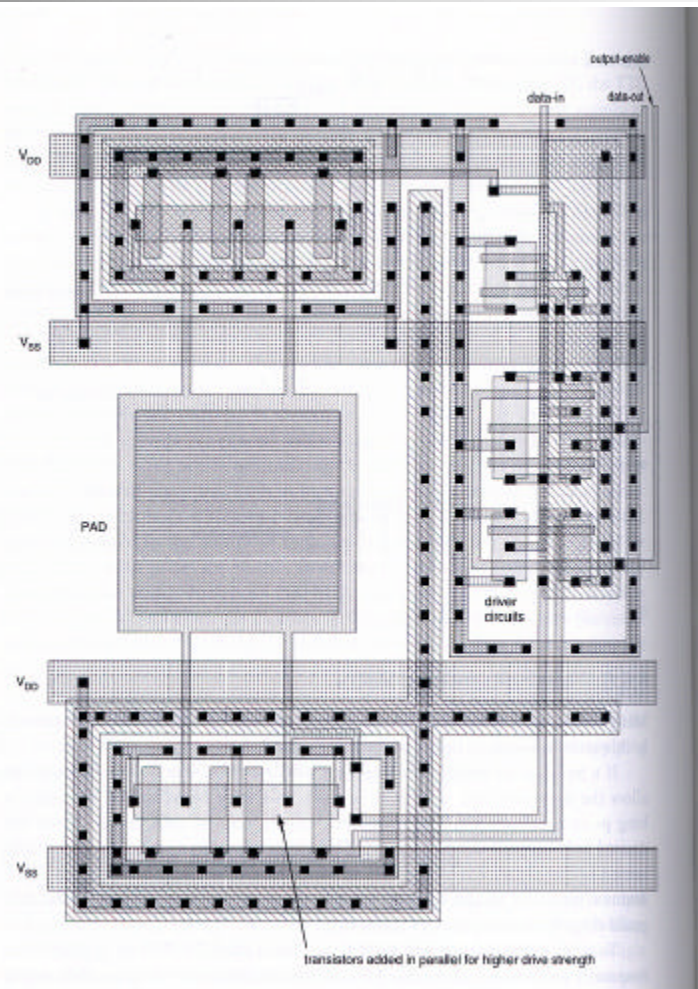 output-enable
data-in
data-out
VDD
VSS
PAD
driver
circuits
VDD
VSS
transistors added in parallel for higher drive strength